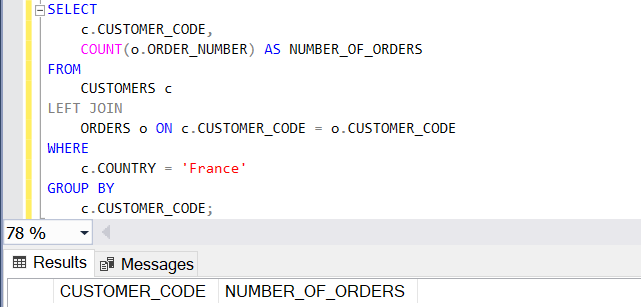 SELECT
c.CUSTOMER_CODE,
COUNT(o.ORDER_NUMBER) AS NUMBER_OF_ORDERS
FROM
CUSTOMERS c
LEFT JOIN
ORDERS o ON c.CUSTOMER_CODE = o.CUSTOMER_CODE
WHERE
c.COUNTRY = 'France'
GROUP BY
c.CUSTOMER_CODE;
78 %
Results Messages
CUSTOMER_CODE NUMBER_OF_ORDERS